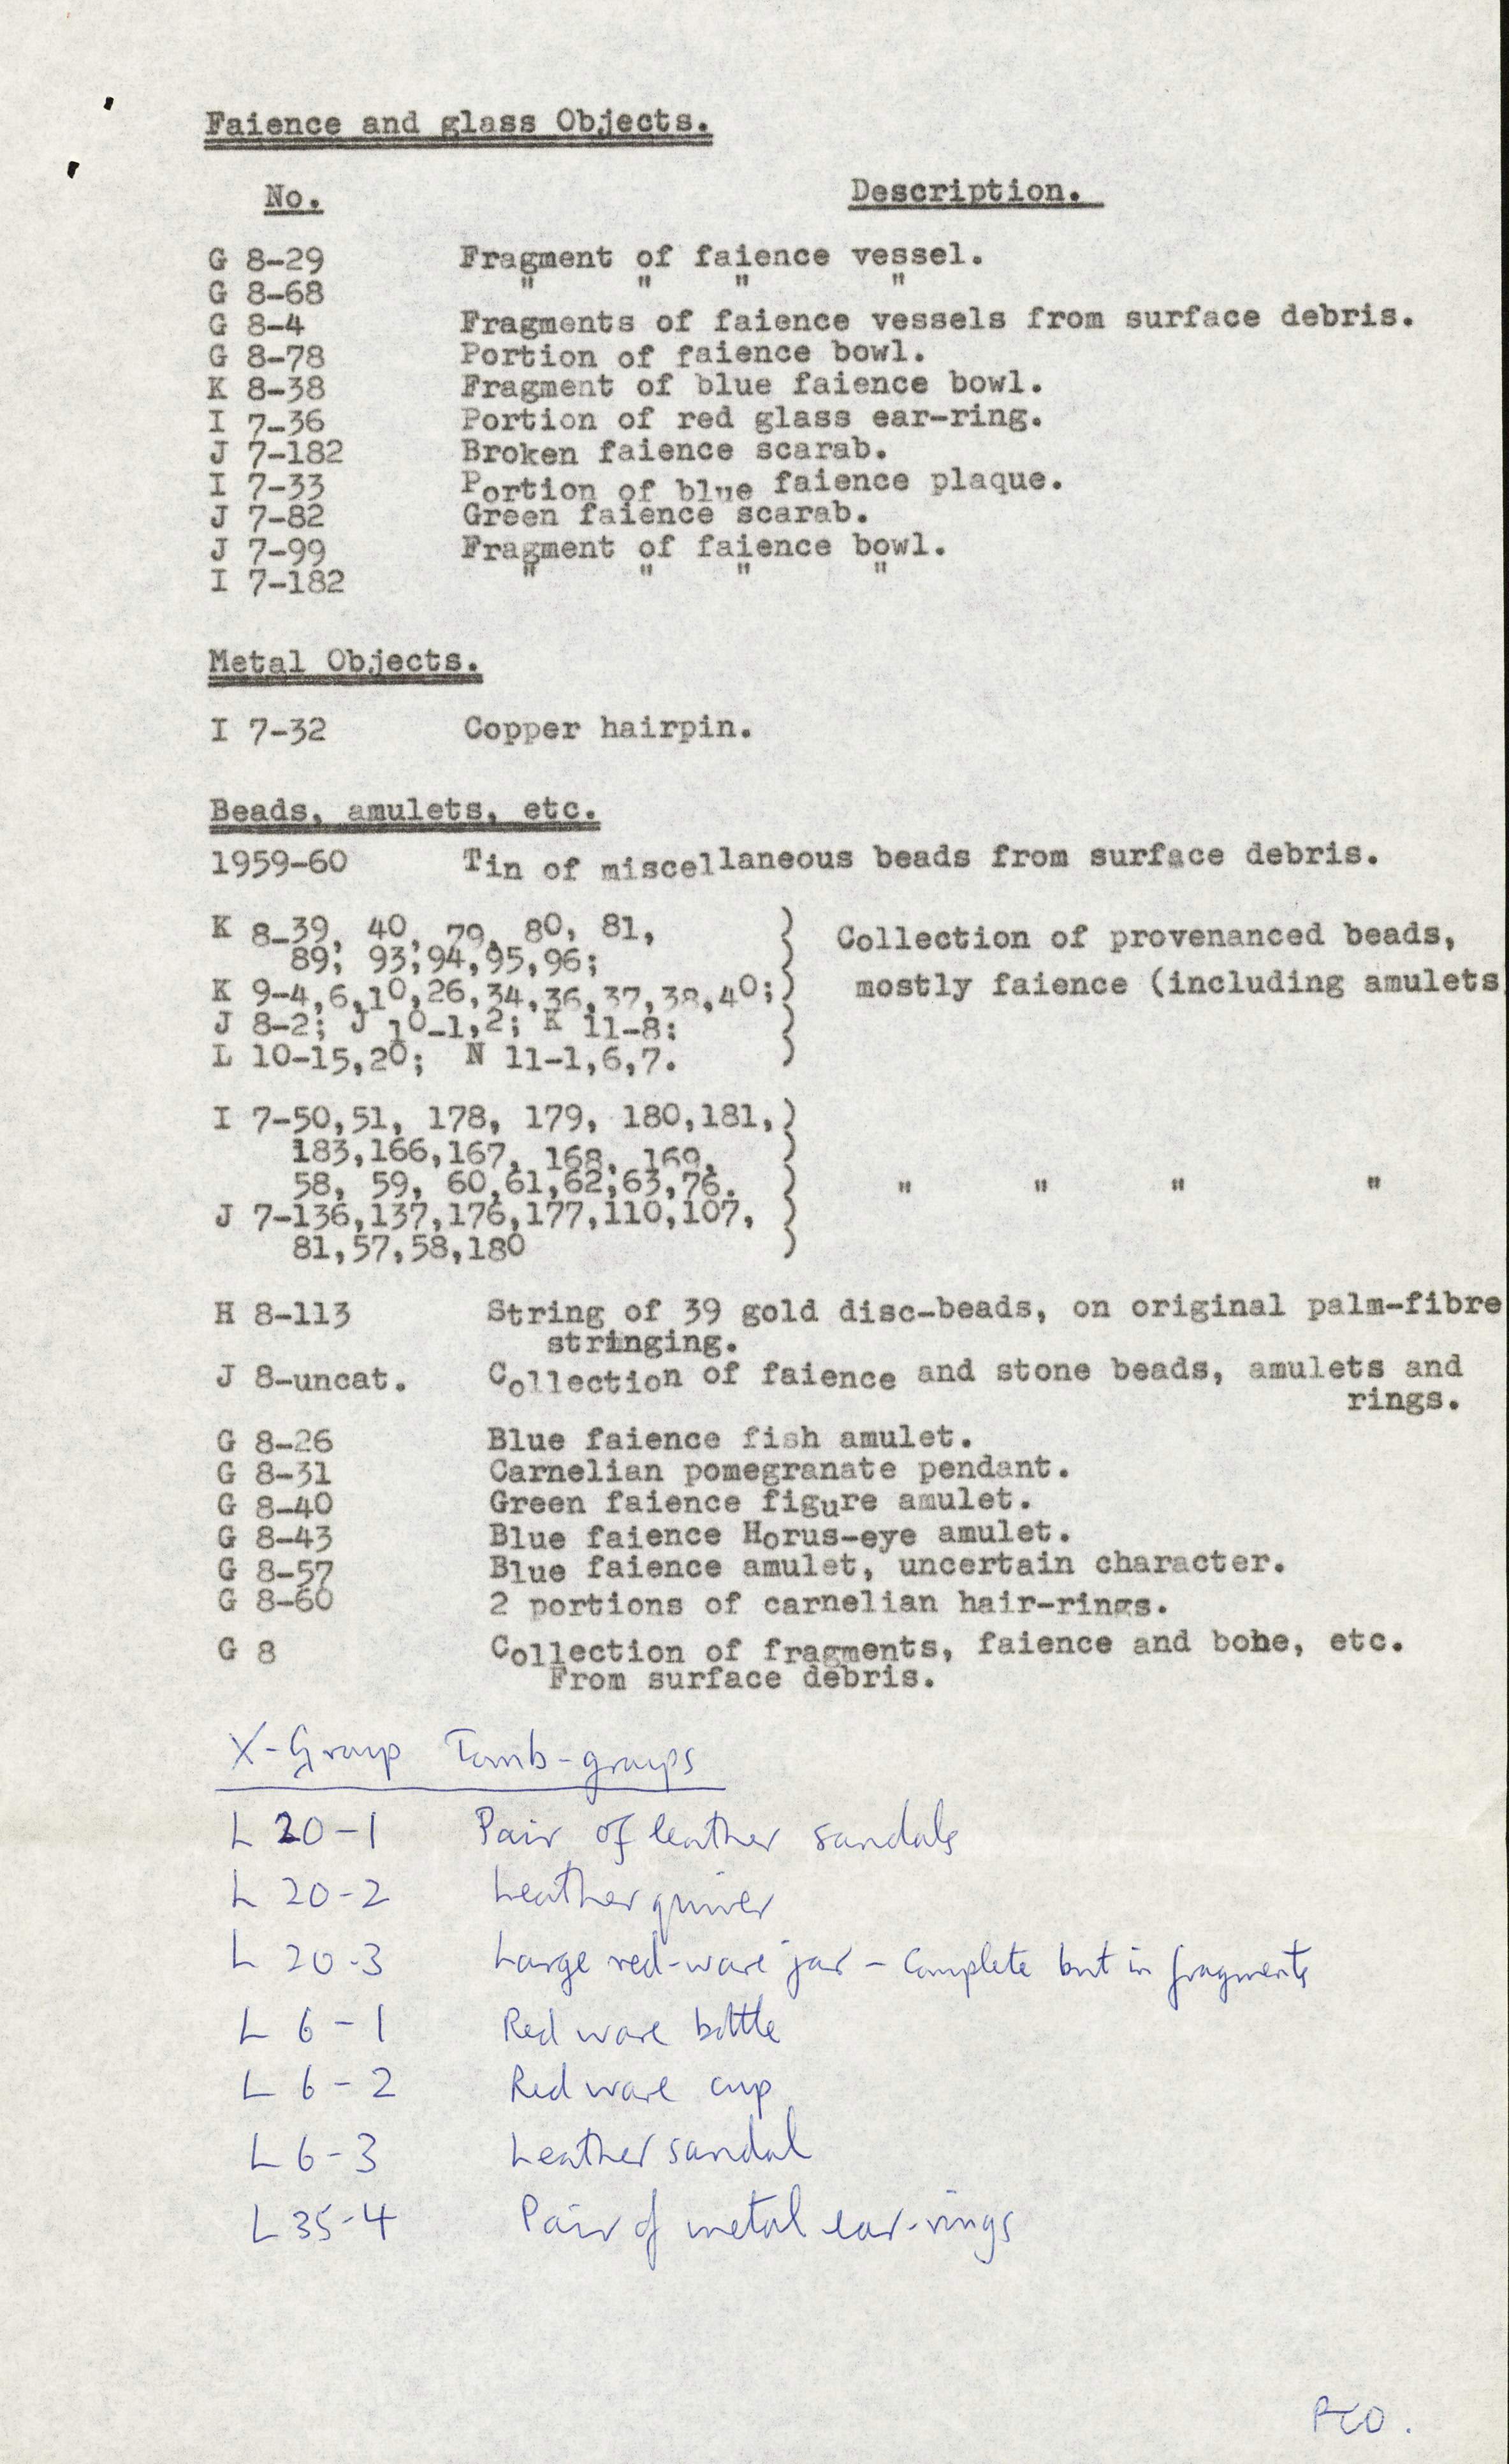 Faience and glass Objects.
No. Description.
G 8-29 Fragment of faience vessel.
G 8-68 " " " "
G 8-4 Fragments of faience vessels from surface debris.
G 8-78 Portion of faience bowl.
K 8-38 Fragment of blue faience bowl.
I 7-36 Portion of red glass ear-ring.
J 7-182 Broken faience scarab.
I 7-33 Portion of blue faience plaque.
J 7-82 Green faience scarab.
J 7-99 Fragment of faience bowl.
I 7-182 " " " "
Metal Objects.
I 7-32 Copper hairpin.
Beads, amulets, etc.
1959-60 Tin of miscellaneous beads from surface debris.
K 8-39, 40, 79, 80, 81, ) Collection of provenanced beads,
89; 93;94,95,96; )
K 9-4,6,10,26,34,36,37,38,40;) mostly faience (including amulets
J 8-2; J 10-1,2; K 11-8; )
L 10-15,20; N 11-1,6,7. )
I 7-50,51, 178, 179, 180,181,)
183,166,167, 168, 169, )
58, 59, 60,61,62,63,76. ) " " " "
J 7-136,137,176,177,110,107, )
81,57,58,180 )
H 8-113 String of 39 gold disc-beads, on original palm-fibre
stringing.
J 8-uncat. Collection of faience and stone beads, amulets and
rings.
G 8-26 Blue faience fish amulet.
G 8-31 Carnelian pomegranate pendant.
G 8-40 Green faience figure amulet.
G 8-43 Blue faience Horus-eye amulet.
G 8-57 Blue faience amulet, uncertain character.
G 8-60 2 portions of carnelian hair-rings.
G 8 Collection of fragments, faience and bohe, etc.
From surface debris.
X-Group Tomb-groups
L 20-1 Pair of leather sandals
L 20-2 Leather quiver
L 20-3 Large red-ware jar - Complete but in fragments
L 6-1 Red ware bottle
L 6-2 Red ware cup
L 6-3 Leather sandal
L 35-4 Pair of metal ear-rings
PTO.